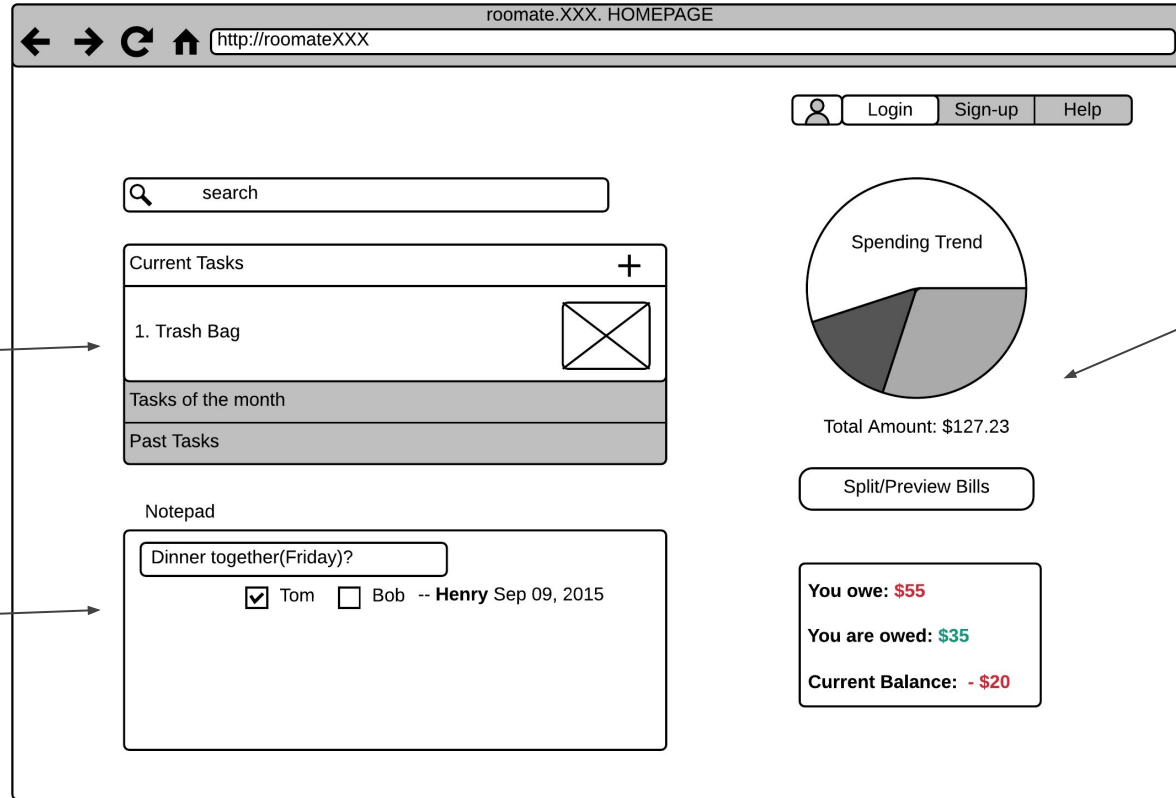 roomate.XXX. HOMEPAGE
http://roomateXXX
Login
Sign-up
Help
search
Current Tasks
1. Trash Bag
Tasks of the month
Past Tasks
Notepad
Dinner together(Friday)?
Tom Bob -- Henry Sep 09, 2015
Spending Trend
Total Amount: $127.23
Split/Preview Bills
You owe: $55
You are owed: $35
Current Balance: - $20